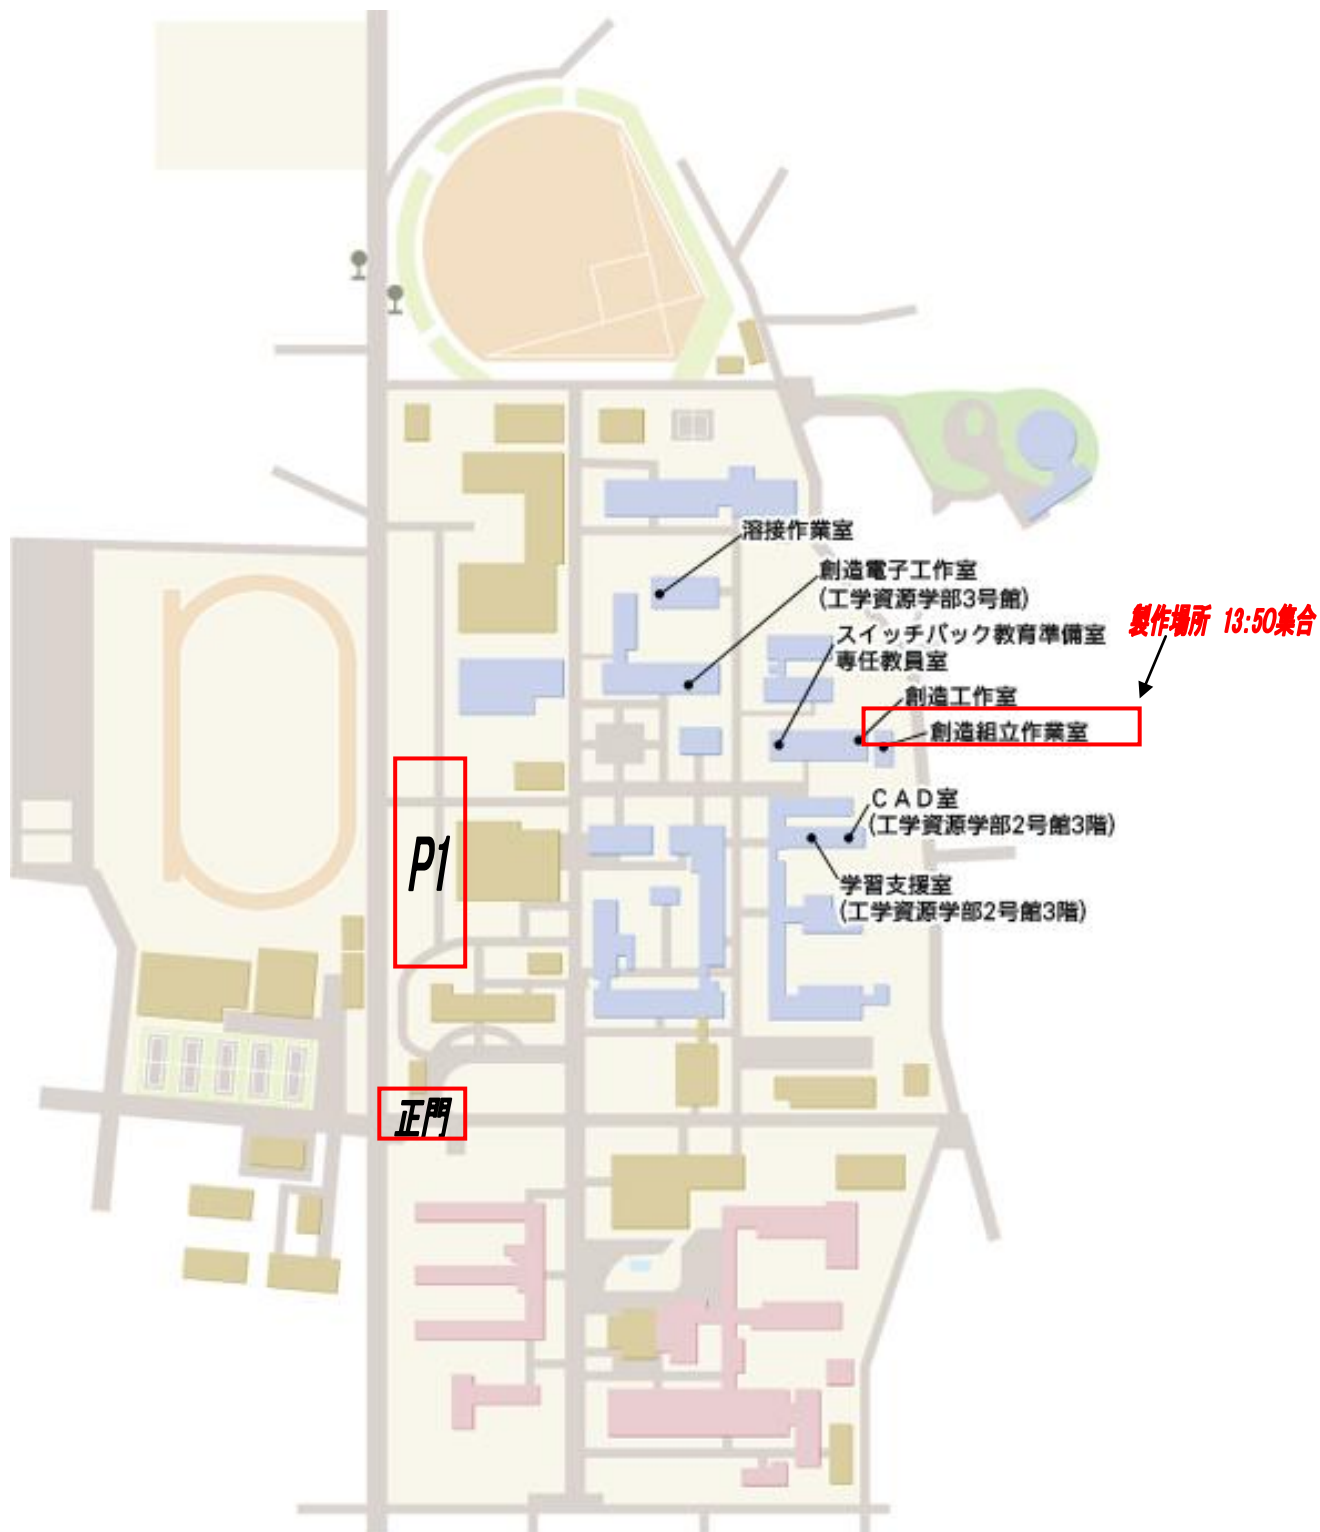 溶接作業室
創造電子工作室
(工学資源学部3号館)
製作場所 13:50集合
スイッチバック教育準備室
専任教員室
創造工作室
創造組立作業室
CAD室
(工学資源学部2号館3階)
P1
学習支援室
(工学資源学部2号館3階)
正門